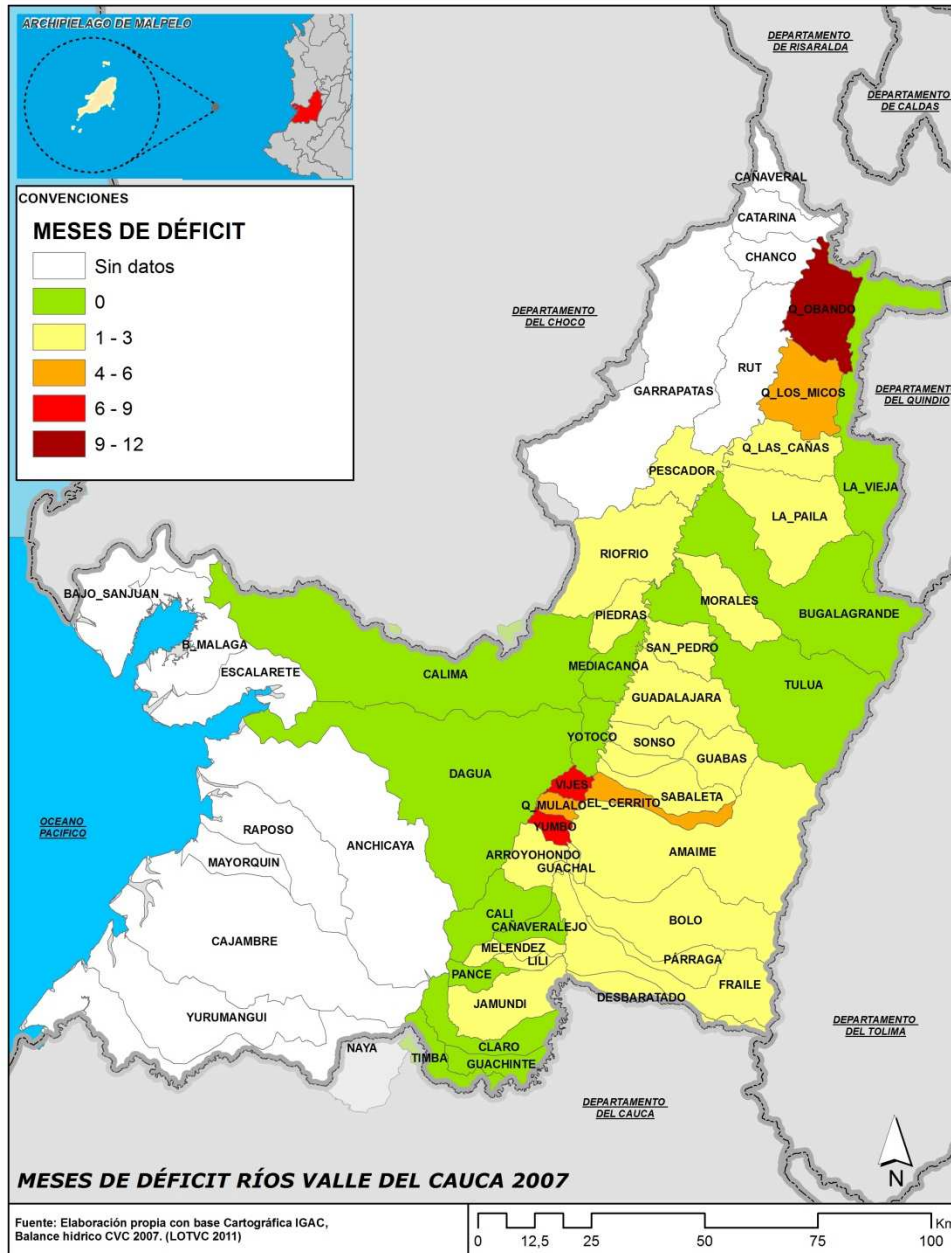 ARCHIPIELAGO DE MALPELO
DEPARTAMENTO
DE RISARALDA
DEPARTAMENTO
DE CALDAS
CONVENCIONES
MESES DE DÉFICIT
Sin datos
0
1 - 3
4 - 6
6 - 9
9 - 12
CAÑAVERAL
CATARINA
CHANCO
DEPARTAMENTO
DEL CHOCO
Q_OBANDO
RUT
GARRAPATAS
Q_LOS_MICOS
DEPARTAMENTO
DEL QUINDIO
Q_LAS_CAÑAS
PESCADOR
LA_VIEJA
LA_PAILA
RIOFRIO
BAJO_SANJUAN
MORALES
PIEDRAS
BUGALAGRANDE
B_MALAGA
SAN_PEDRO
ESCALARETE
CALIMA
MEDIACANOA
TULUA
GUADALAJARA
YOTOCO
SONSO
GUABAS
DAGUA
VIJES
SABALETA
Q_MULALO
EL_CERRITO
OCEANO
PACIFICO
YUMBO
RAPOSO
ANCHICAYA
ARROYOHONDO
AMAIME
MAYORQUIN
GUACHAL
CALI
BOLO
CAÑAVERALEJO
CAJAMBRE
MELENDEZ
LILI
PÁRRAGA
PANCE
FRAILE
DESBARATADO
JAMUNDI
YURUMANGUI
DEPARTAMENTO
DEL TOLIMA
NAYA
TIMBA
CLARO
GUACHINTE
DEPARTAMENTO
DEL CAUCA
N
MESES DE DÉFICIT RÍOS VALLE DEL CAUCA 2007
Fuente: Elaboración propia con base Cartográfica IGAC,
Balance hidrico CVC 2007. (LOTVC 2011)
Km
0 12,5 25 50 75 100